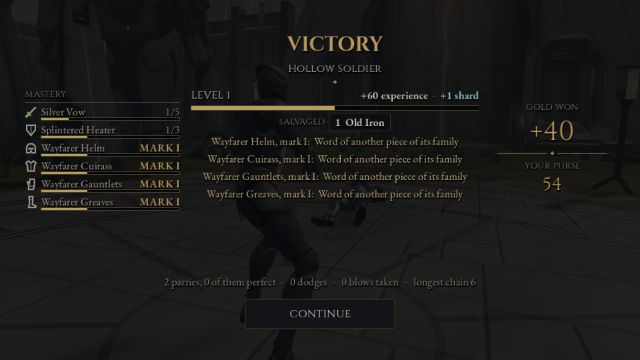 VICTORY
HOLLOW SOLDIER
MASTERY
Silver Vow 1/5
Splintered Heater 1/3
Wayfarer Helm MARK I
Wayfarer Cuirass MARK I
Wayfarer Gauntlets MARK I
Wayfarer Greaves MARK I
LEVEL 1 +60 experience · +1 shard
SALVAGED 1 Old Iron
Wayfarer Helm, mark I: Word of another piece of its family
Wayfarer Cuirass, mark I: Word of another piece of its family
Wayfarer Gauntlets, mark I: Word of another piece of its family
Wayfarer Greaves, mark I: Word of another piece of its family
GOLD WON
+40
YOUR PURSE
54
2 parries, 0 of them perfect · 0 dodges · 0 blows taken · longest chain 6
CONTINUE